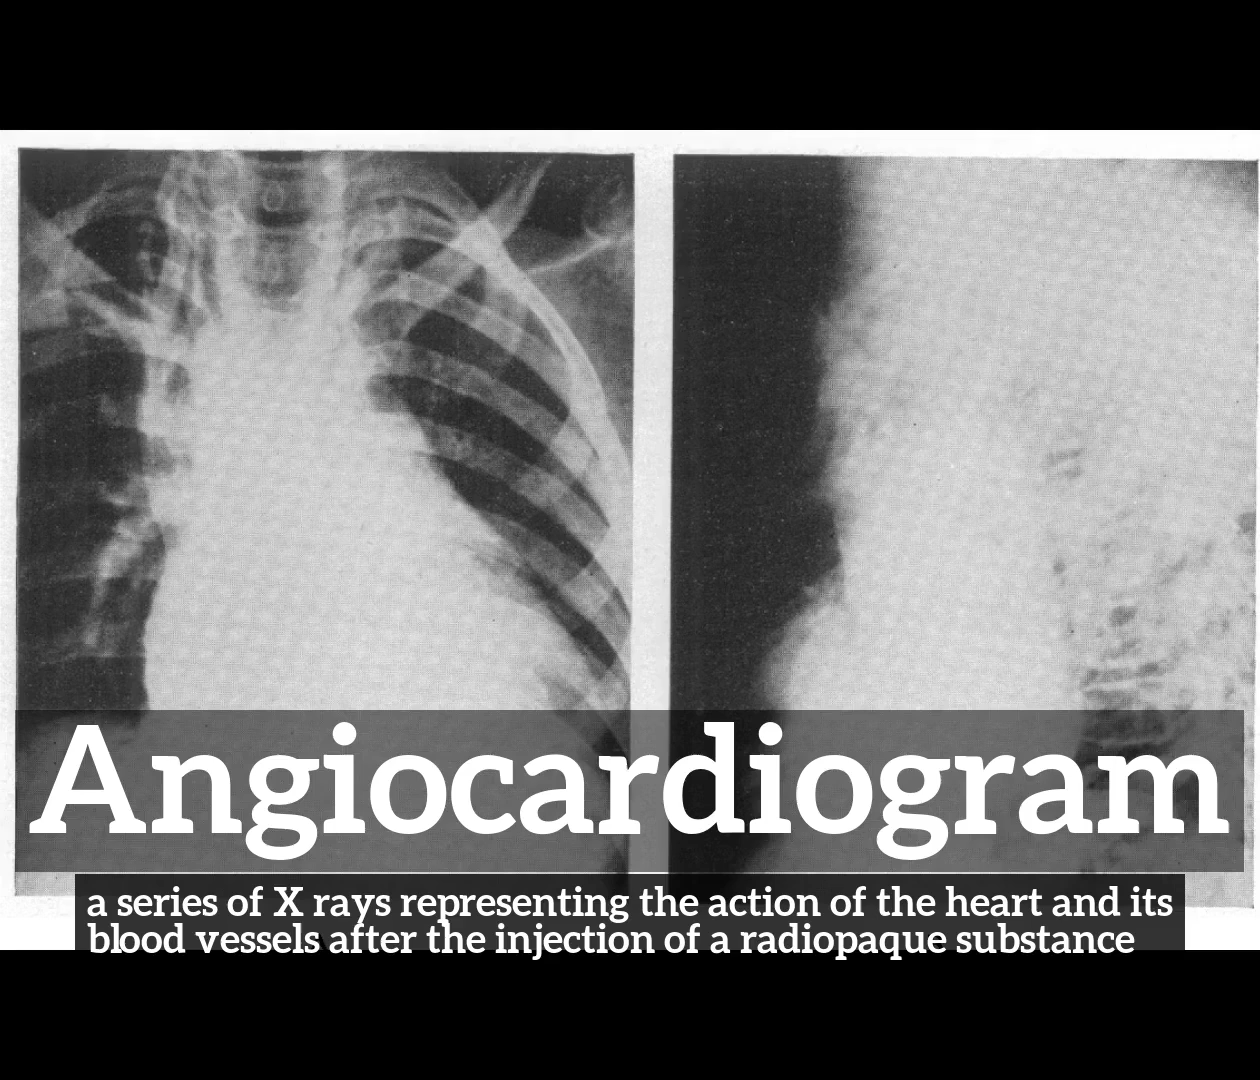 Angiocardiogram
a series of X rays representing the action of the heart and its
blood vessels after the injection of a radiopaque substance